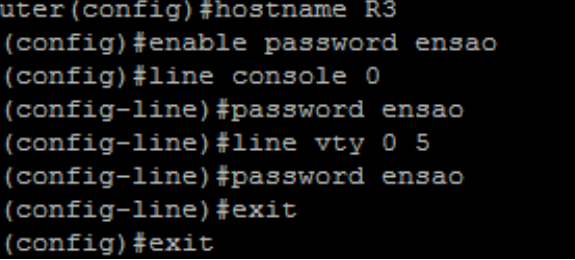 uter(config)#hostname R3
(config)#enable password ensao
(config)#line console 0
(config-line)#password ensao
(config-line)#line vty 0 5
(config-line)#password ensao
(config-line)#exit
(config)#exit